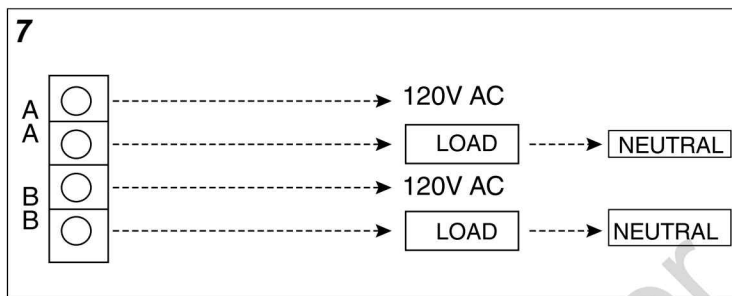 7
A 120V AC
A LOAD NEUTRAL
B 120V AC
B LOAD NEUTRAL